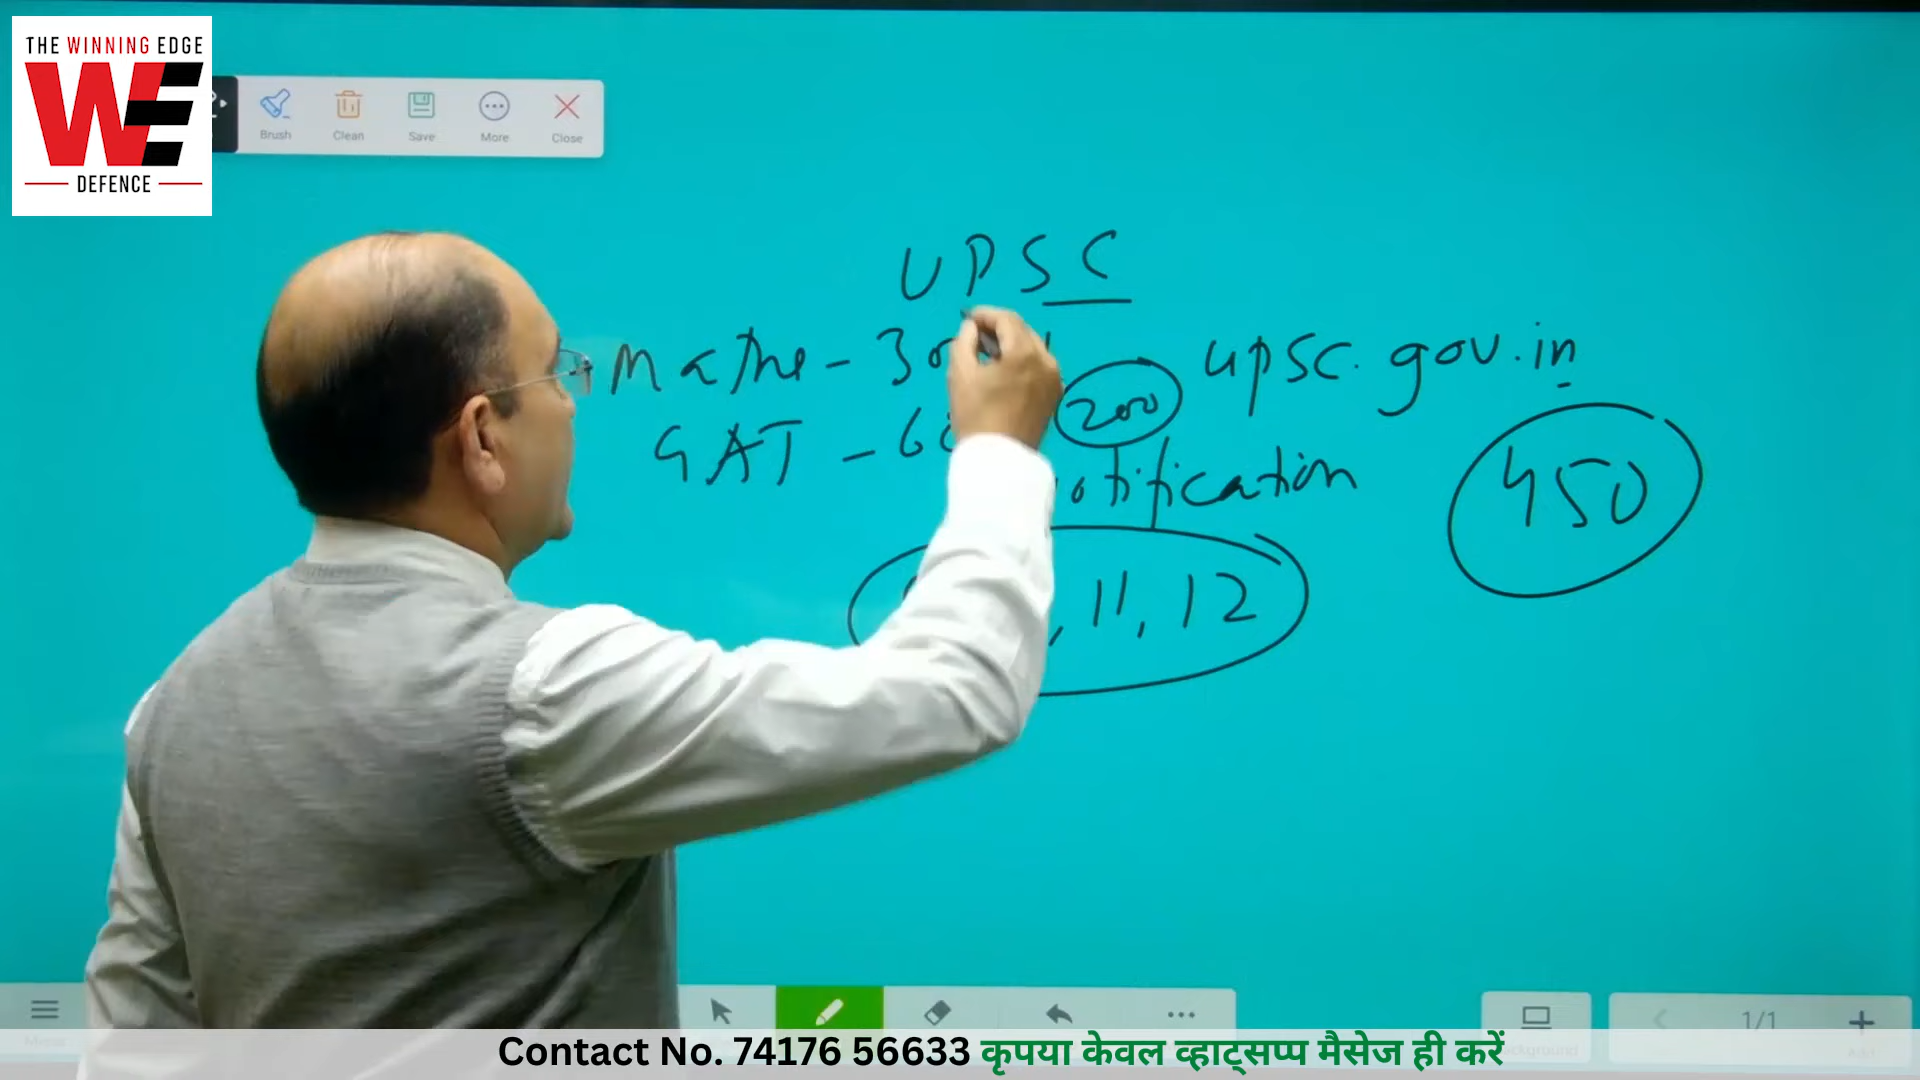 THE WINNING EDGE
WE
DEFENCE
Brush Clean Save More Close
UPSC
Maths - 30
GAT - 60
200
upsc.gov.in
otification
450
, 11, 12
1/1
Contact No. 74176 56633 कृपया केवल व्हाट्सप्प मैसेज ही करें